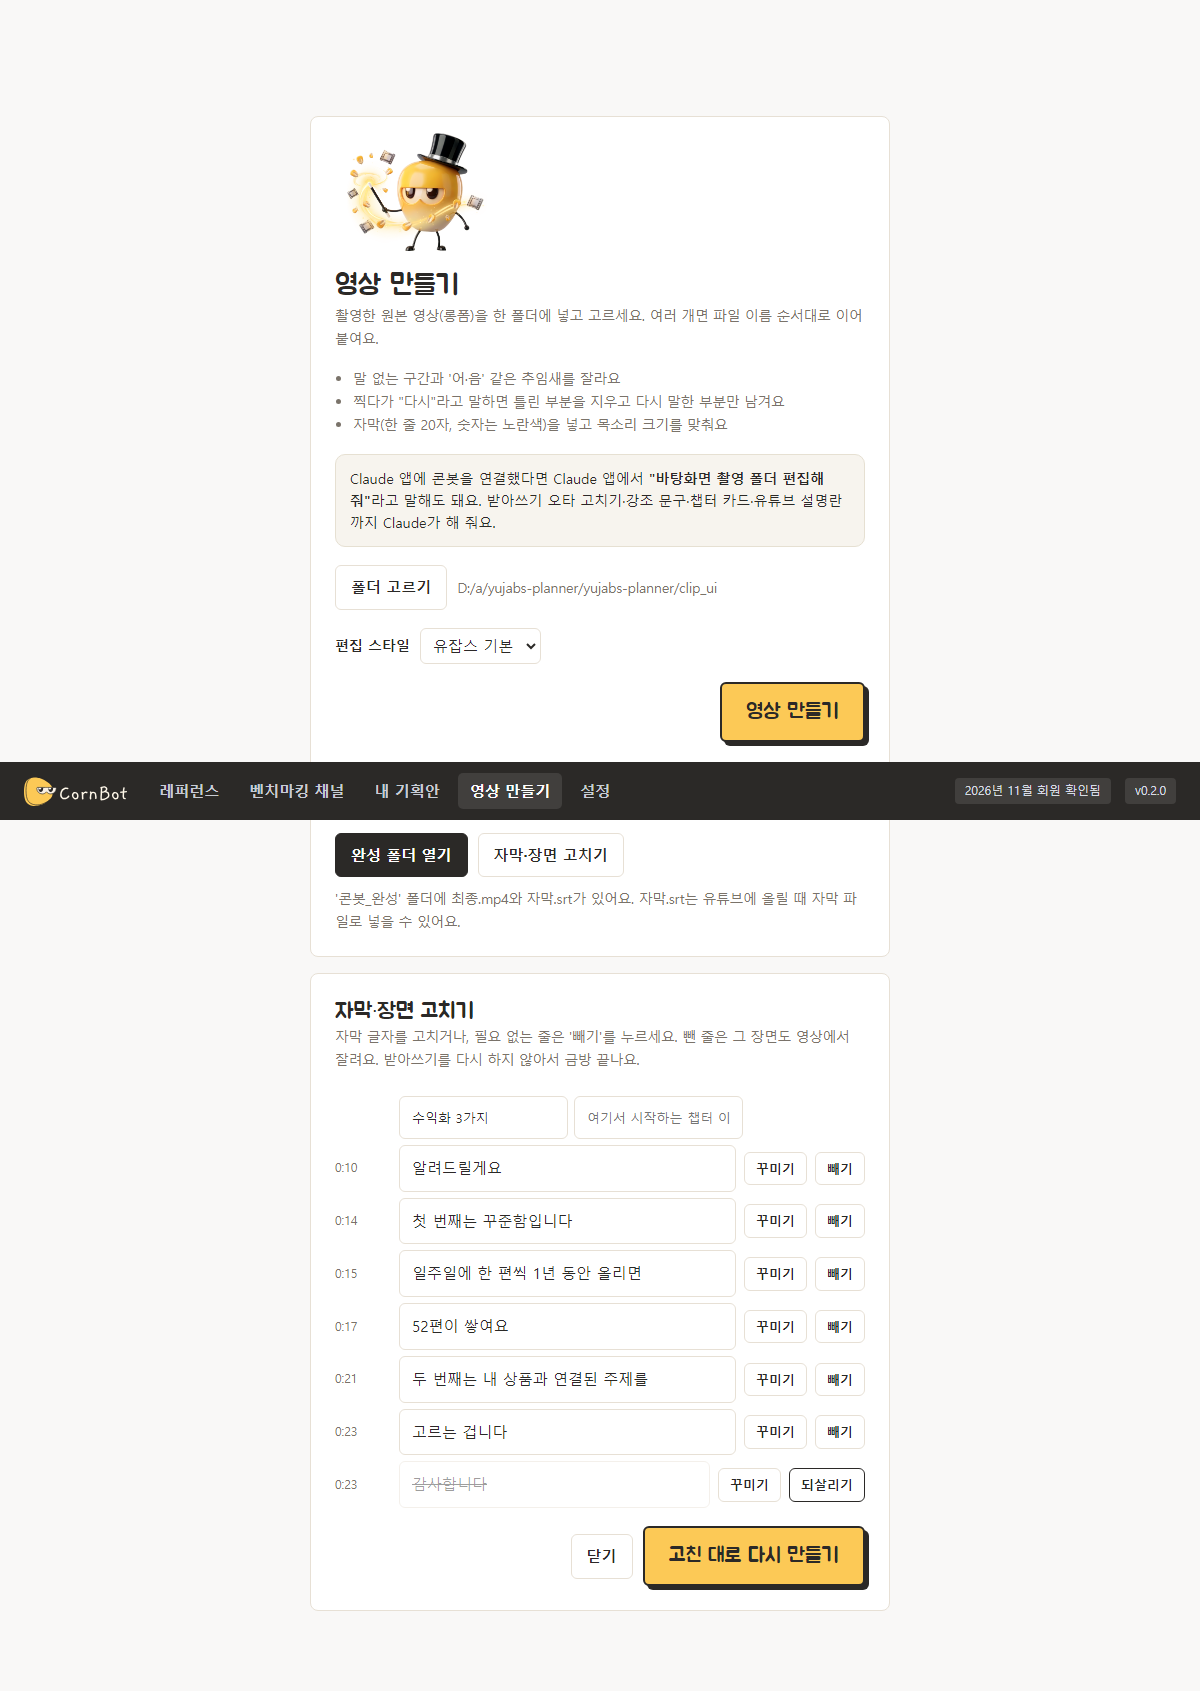 영상 만들기
촬영한 원본 영상(롱폼)을 한 폴더에 넣고 고르세요. 여러 개면 파일 이름 순서대로 이어
붙여요.
말 없는 구간과 '어·음' 같은 추임새를 잘라요
찍다가 "다시"라고 말하면 틀린 부분을 지우고 다시 말한 부분만 남겨요
자막(한 줄 20자, 숫자는 노란색)을 넣고 목소리 크기를 맞춰요
Claude 앱에 콘봇을 연결했다면 Claude 앱에서 "바탕화면 촬영 폴더 편집해
줘"라고 말해도 돼요. 받아쓰기 오타 고치기·강조 문구·챕터 카드·유튜브 설명란
까지 Claude가 해 줘요.
폴더 고르기 D:/a/yujabs-planner/yujabs-planner/clip_ui
편집 스타일 유잡스 기본
영상 만들기
CornBot 레퍼런스 벤치마킹 채널 내 기획안 영상 만들기 설정 2026년 11월 회원 확인됨 v0.2.0
완성 폴더 열기 자막·장면 고치기
'콘봇_완성' 폴더에 최종.mp4와 자막.srt가 있어요. 자막.srt는 유튜브에 올릴 때 자막 파
일로 넣을 수 있어요.
자막·장면 고치기
자막 글자를 고치거나, 필요 없는 줄은 '빼기'를 누르세요. 뺀 줄은 그 장면도 영상에서
잘려요. 받아쓰기를 다시 하지 않아서 금방 끝나요.
수익화 3가지 여기서 시작하는 챕터 이
0:10 알려드릴게요 꾸미기 빼기
0:14 첫 번째는 꾸준함입니다 꾸미기 빼기
0:15 일주일에 한 편씩 1년 동안 올리면 꾸미기 빼기
0:17 52편이 쌓여요 꾸미기 빼기
0:21 두 번째는 내 상품과 연결된 주제를 꾸미기 빼기
0:23 고르는 겁니다 꾸미기 빼기
0:23 감사합니다 꾸미기 되살리기
닫기 고친 대로 다시 만들기